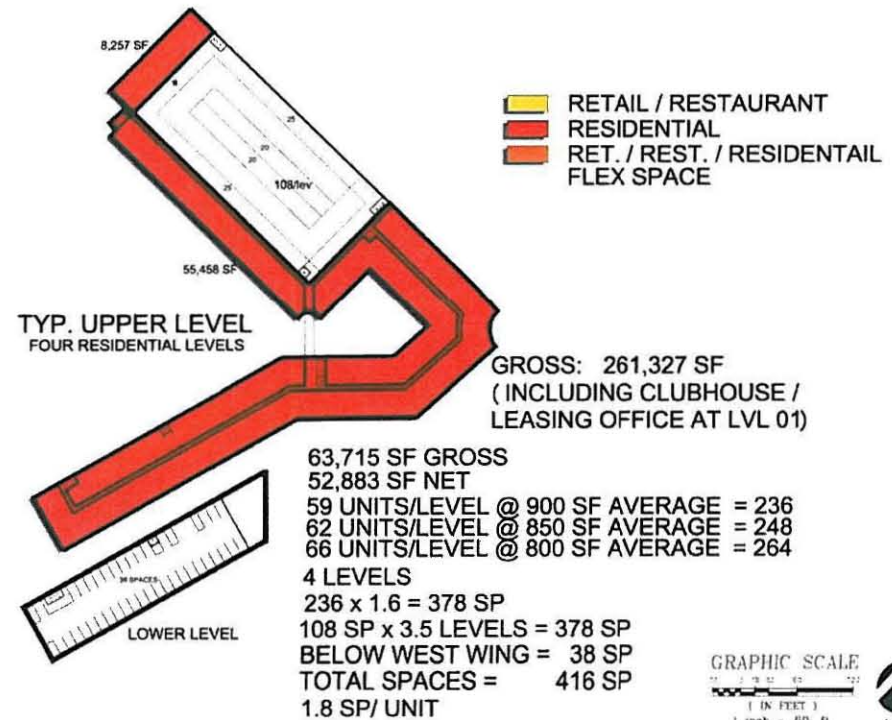 8,257 SF
25
20
20
25
108/lev
55,458 SF
RETAIL / RESTAURANT
RESIDENTIAL
RET. / REST. / RESIDENTAIL
FLEX SPACE
TYP. UPPER LEVEL
FOUR RESIDENTIAL LEVELS
GROSS: 261,327 SF
( INCLUDING CLUBHOUSE /
LEASING OFFICE AT LVL 01)
63,715 SF GROSS
52,883 SF NET
59 UNITS/LEVEL @ 900 SF AVERAGE = 236
62 UNITS/LEVEL @ 850 SF AVERAGE = 248
66 UNITS/LEVEL @ 800 SF AVERAGE = 264
4 LEVELS
236 x 1.6 = 378 SP
108 SP x 3.5 LEVELS = 378 SP
BELOW WEST WING = 38 SP
TOTAL SPACES = 416 SP
1.8 SP/ UNIT
SPACES
LOWER LEVEL
GRAPHIC SCALE
( IN FEET )